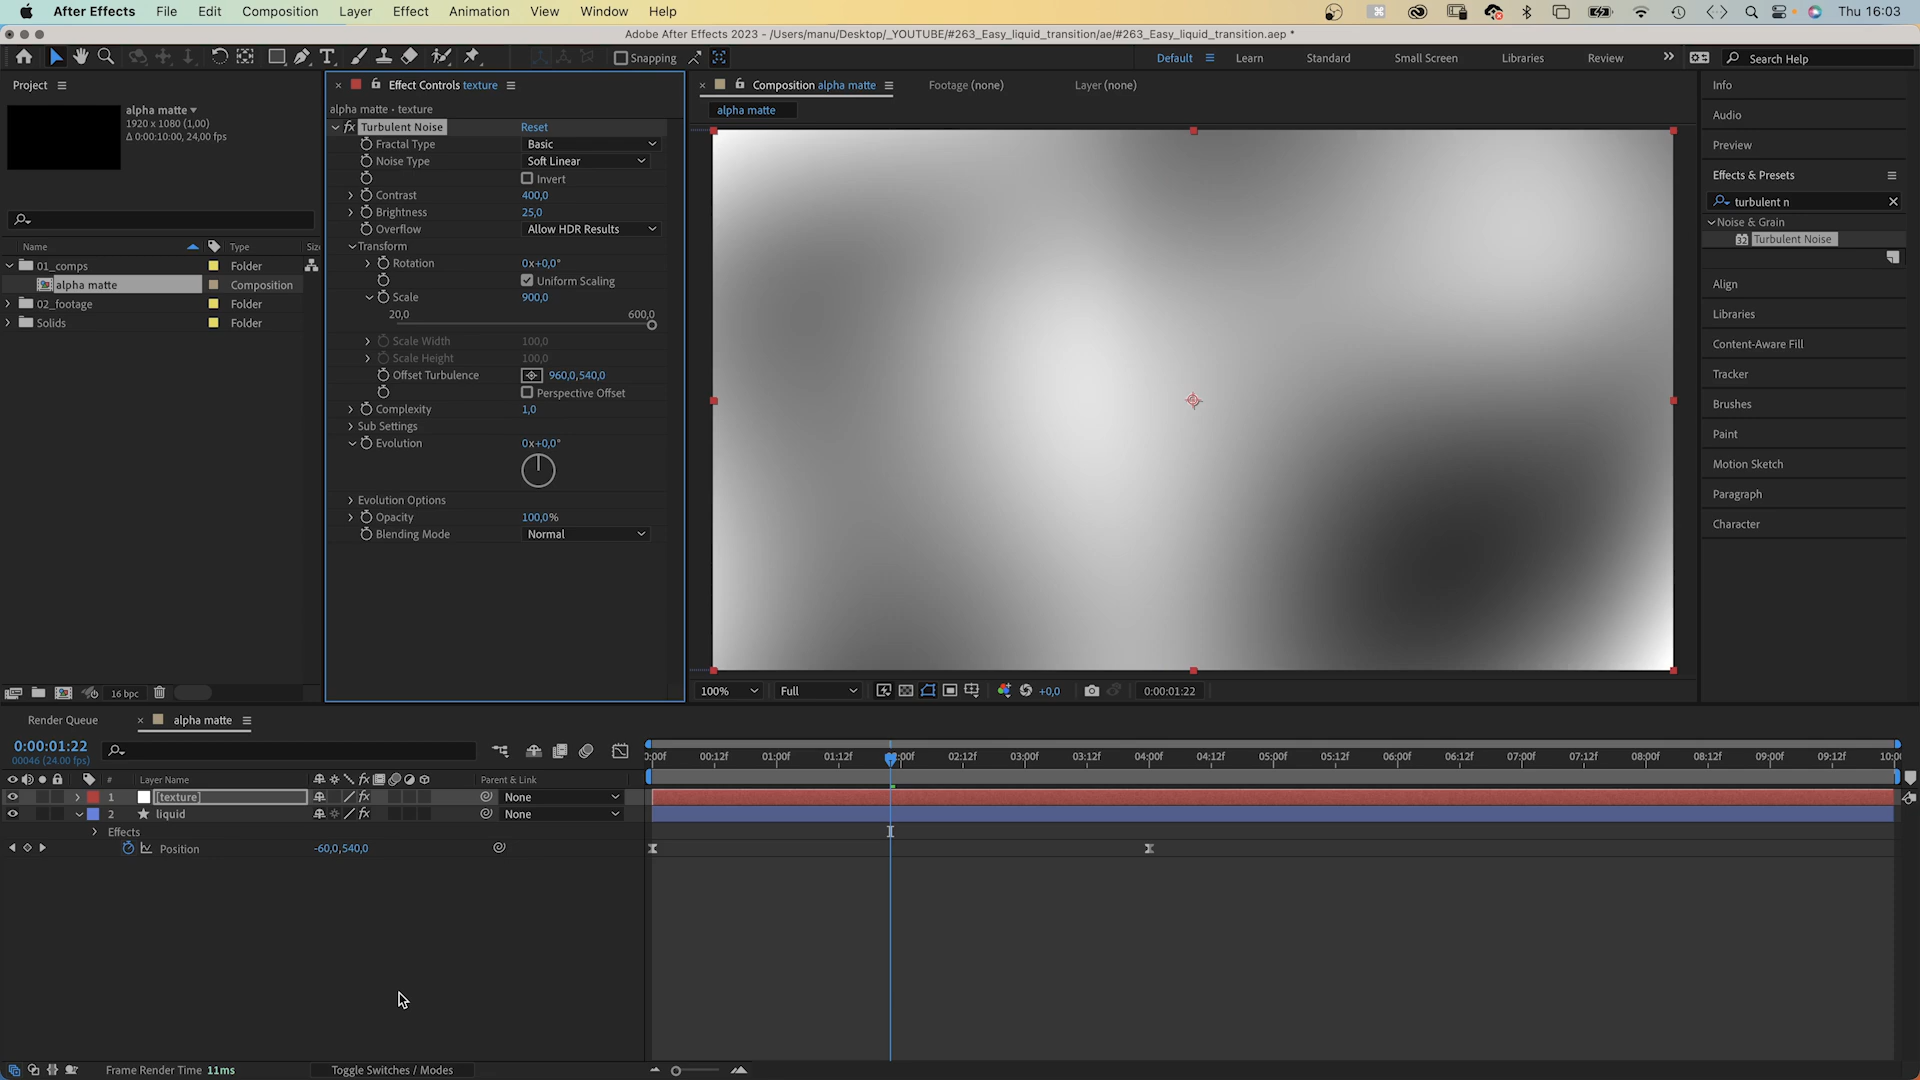 After Effects File Edit Composition Layer Effect Animation View Window Help Thu 16:03
Adobe After Effects 2023 - /Users/manu/Desktop/_YOUTUBE/#263_Easy_liquid_transition/ae/#263_Easy_liquid_transition.aep *
Snapping Default Learn Standard Small Screen Libraries Review Search Help
Project
alpha matte
1920 x 1080 (1,00)
Δ 0:00:10:00, 24,00 fps
Name Type Siz
01_comps Folder
alpha matte Composition
02_footage Folder
Solids Folder
16 bpc
Effect Controls texture
alpha matte · texture
fx Turbulent Noise Reset
Fractal Type Basic
Noise Type Soft Linear
Invert
Contrast 400,0
Brightness 25,0
Overflow Allow HDR Results
Transform
Rotation 0x+0,0°
Uniform Scaling
Scale 900,0
20,0 600,0
Scale Width 100,0
Scale Height 100,0
Offset Turbulence 960,0,540,0
Perspective Offset
Complexity 1,0
Sub Settings
Evolution 0x+0,0°
Evolution Options
Opacity 100,0%
Blending Mode Normal
Composition alpha matte Footage (none) Layer (none)
alpha matte
100% Full +0,0 0:00:01:22
Info
Audio
Preview
Effects & Presets
turbulent n
Noise & Grain
32 Turbulent Noise
Align
Libraries
Content-Aware Fill
Tracker
Brushes
Paint
Motion Sketch
Paragraph
Character
Render Queue alpha matte
0:00:01:22
00046 (24.00 fps)
:00f 00:12f 01:00f 01:12f :00f 02:12f 03:00f 03:12f 04:00f 04:12f 05:00f 05:12f 06:00f 06:12f 07:00f 07:12f 08:00f 08:12f 09:00f 09:12f 10:0
# Layer Name fx Parent & Link
1 [texture] fx None
2 liquid fx None
Effects
Position -60,0,540,0
Frame Render Time 11ms Toggle Switches / Modes